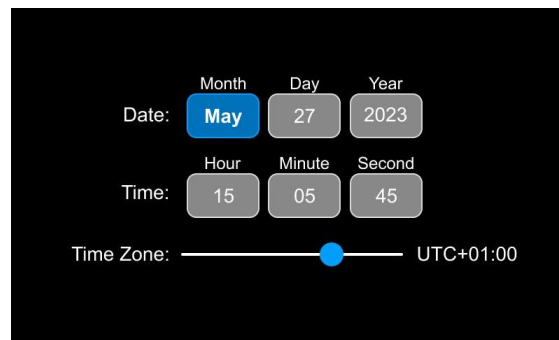 Month Day Year
Date: May 27 2023
Hour Minute Second
Time: 15 05 45
Time Zone: UTC+01:00